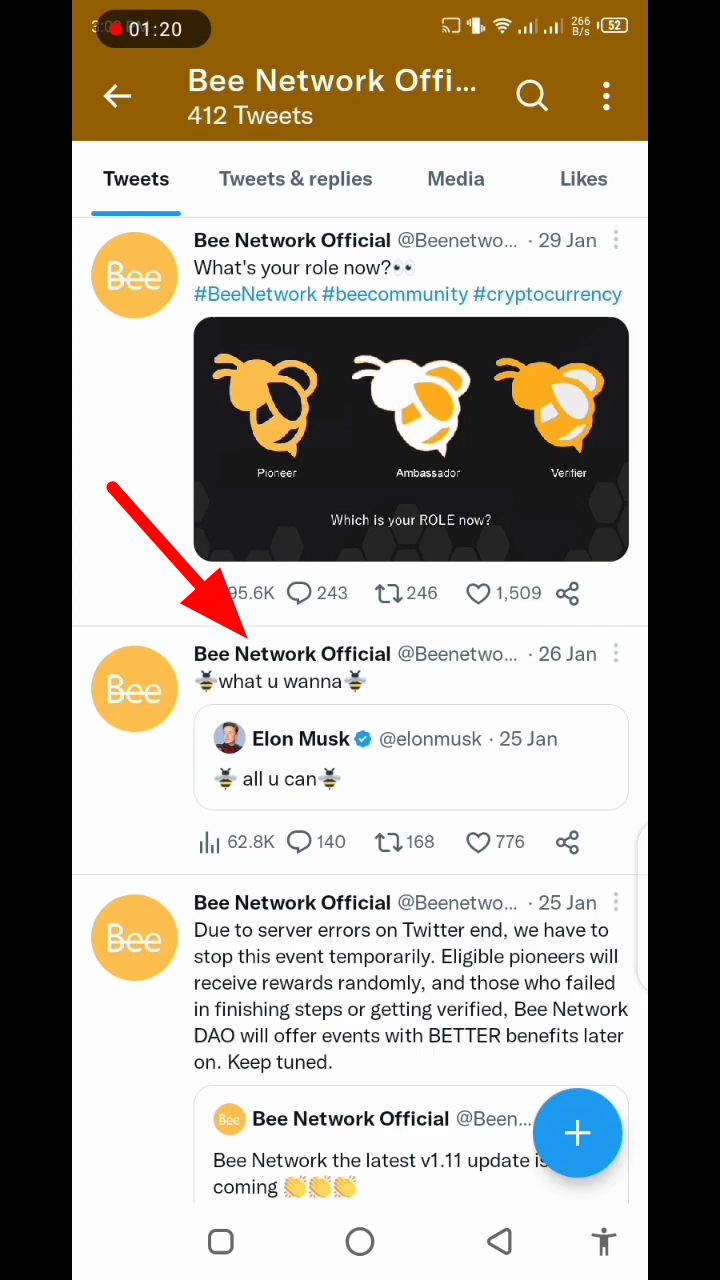 01:20
266 B/s
52
Bee Network Offi...
412 Tweets
Tweets
Tweets & replies
Media
Likes
Bee
Bee Network Official @Beenetwo... · 29 Jan
What's your role now?👀
#BeeNetwork #beecommunity #cryptocurrency
Pioneer
Ambassador
Verifier
Which is your ROLE now?
95.6K 243 246 1,509
Bee
Bee Network Official @Beenetwo... · 26 Jan
🐝what u wanna🐝
Elon Musk @elonmusk · 25 Jan
🐝 all u can🐝
62.8K 140 168 776
Bee
Bee Network Official @Beenetwo... · 25 Jan
Due to server errors on Twitter end, we have to
stop this event temporarily. Eligible pioneers will
receive rewards randomly, and those who failed
in finishing steps or getting verified, Bee Network
DAO will offer events with BETTER benefits later
on. Keep tuned.
Bee
Bee Network Official @Been...
Bee Network the latest v1.11 update is
coming 👏👏👏